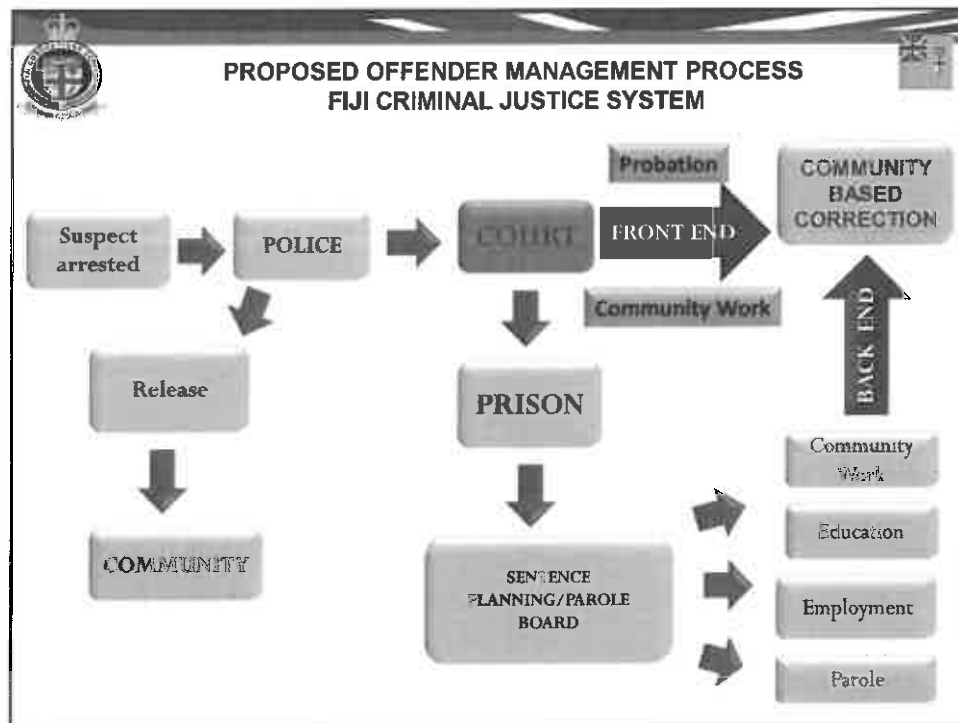 PROPOSED OFFENDER MANAGEMENT PROCESS
FIJI CRIMINAL JUSTICE SYSTEM
Suspect
arrested
POLICE
COURT
Probation
FRONT END
Community Work
COMMUNITY
BASED
CORRECTION
Release
PRISON
BACK END
COMMUNITY
SENTENCE
PLANNING/PAROLE
BOARD
Community
Work
Education
Employment
Parole